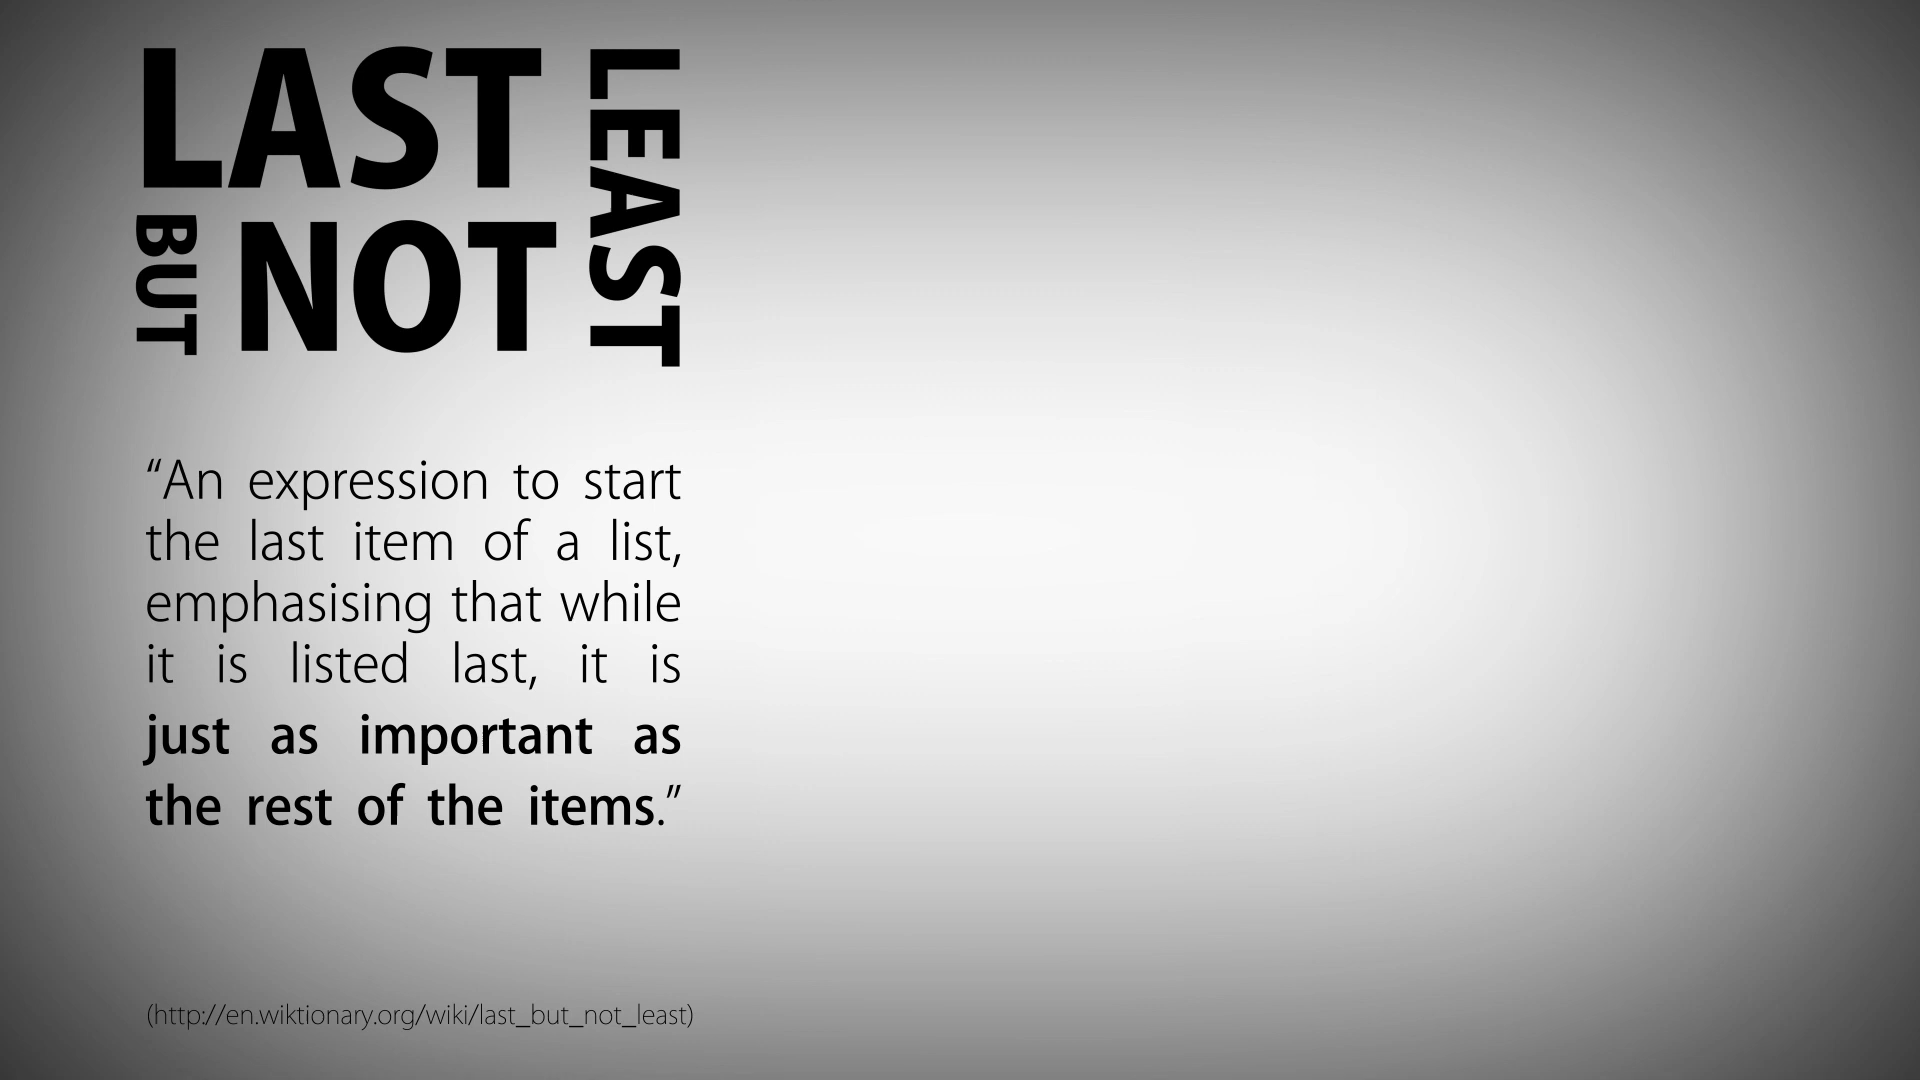 LAST
BUT NOT
LEAST
“An expression to start
the last item of a list,
emphasising that while
it is listed last, it is
just as important as
the rest of the items.”
(http://en.wiktionary.org/wiki/last_but_not_least)